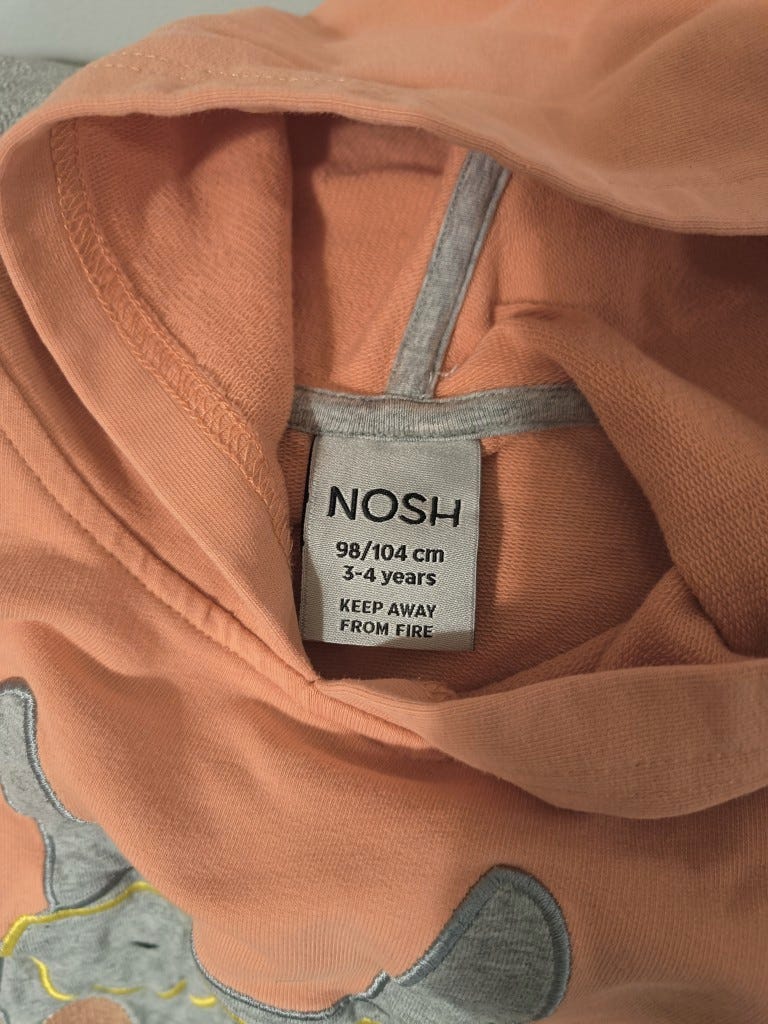 NOSH
98/104 cm
3-4 years
KEEP AWAY
FROM FIRE